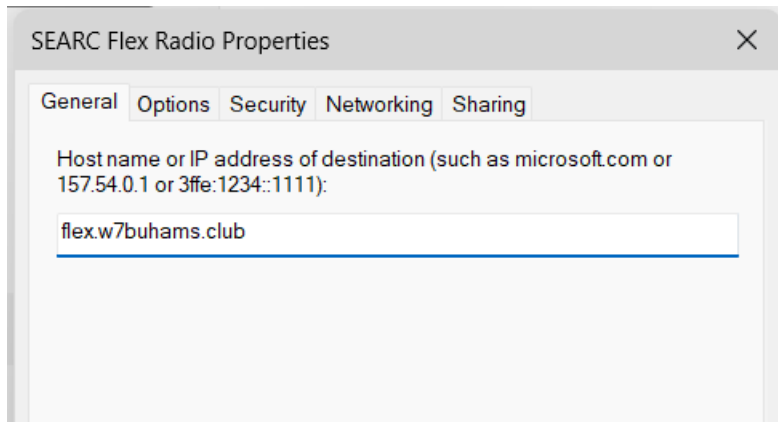 SEARC Flex Radio Properties
General Options Security Networking Sharing
Host name or IP address of destination (such as microsoft.com or
157.54.0.1 or 3ffe:1234::1111):
flex.w7buhams.club